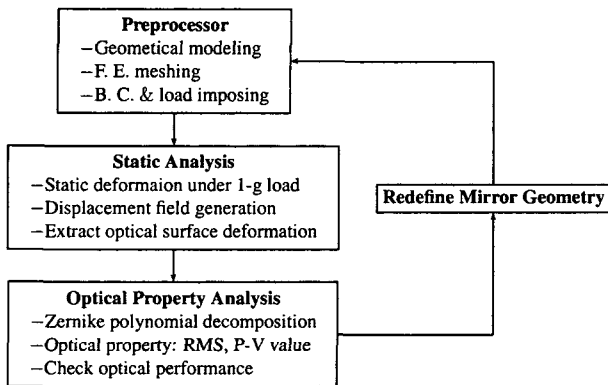 Preprocessor
–Geometical modeling
–F. E. meshing
–B. C. & load imposing
Static Analysis
–Static deformaion under 1-g load
–Displacement field generation
–Extract optical surface deformation
Redefine Mirror Geometry
Optical Property Analysis
–Zernike polynomial decomposition
–Optical property: RMS, P-V value
–Check optical performance